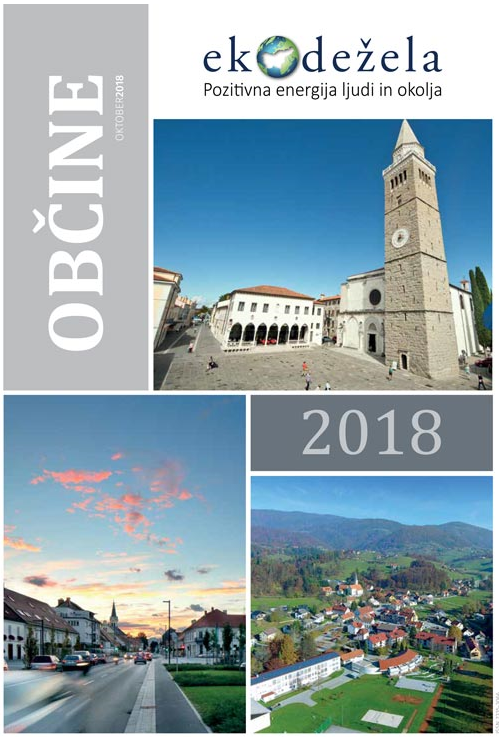 OBČINE
OKTOBER2018
ekodežela
Pozitivna energija ljudi in okolja
2018